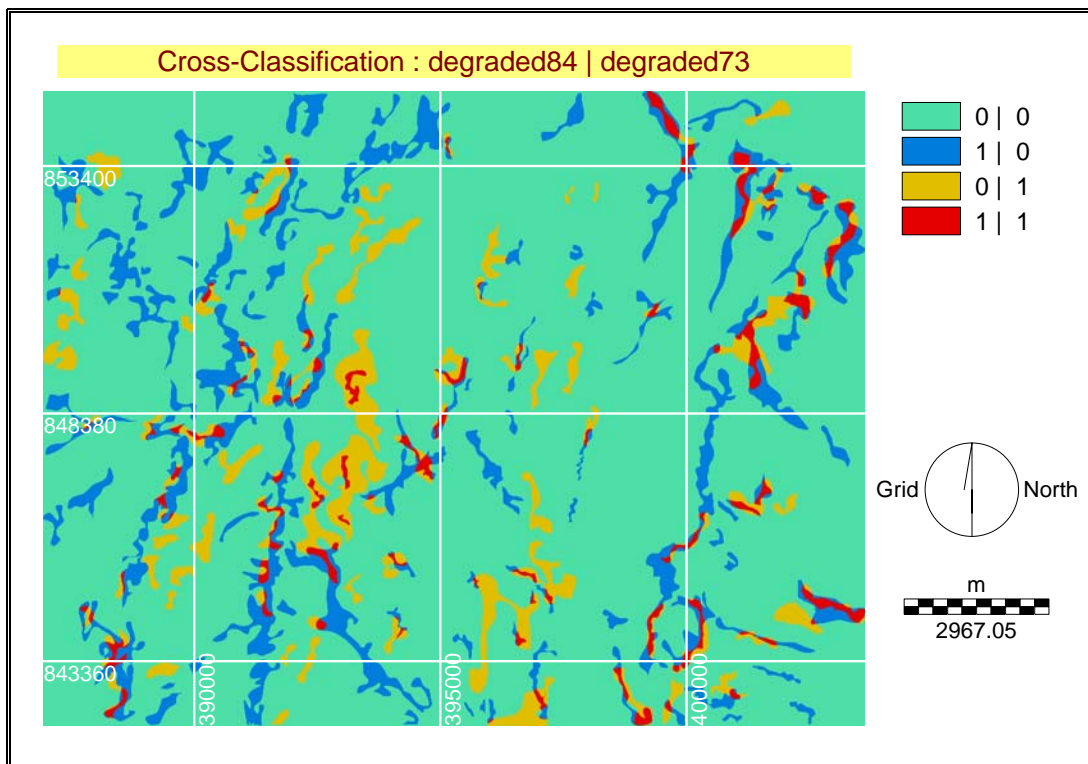 Cross-Classification : degraded84 | degraded73
0 | 0
1 | 0
0 | 1
1 | 1
853400
848380
843360
390000
395000
400000
Grid North
m
2967.05